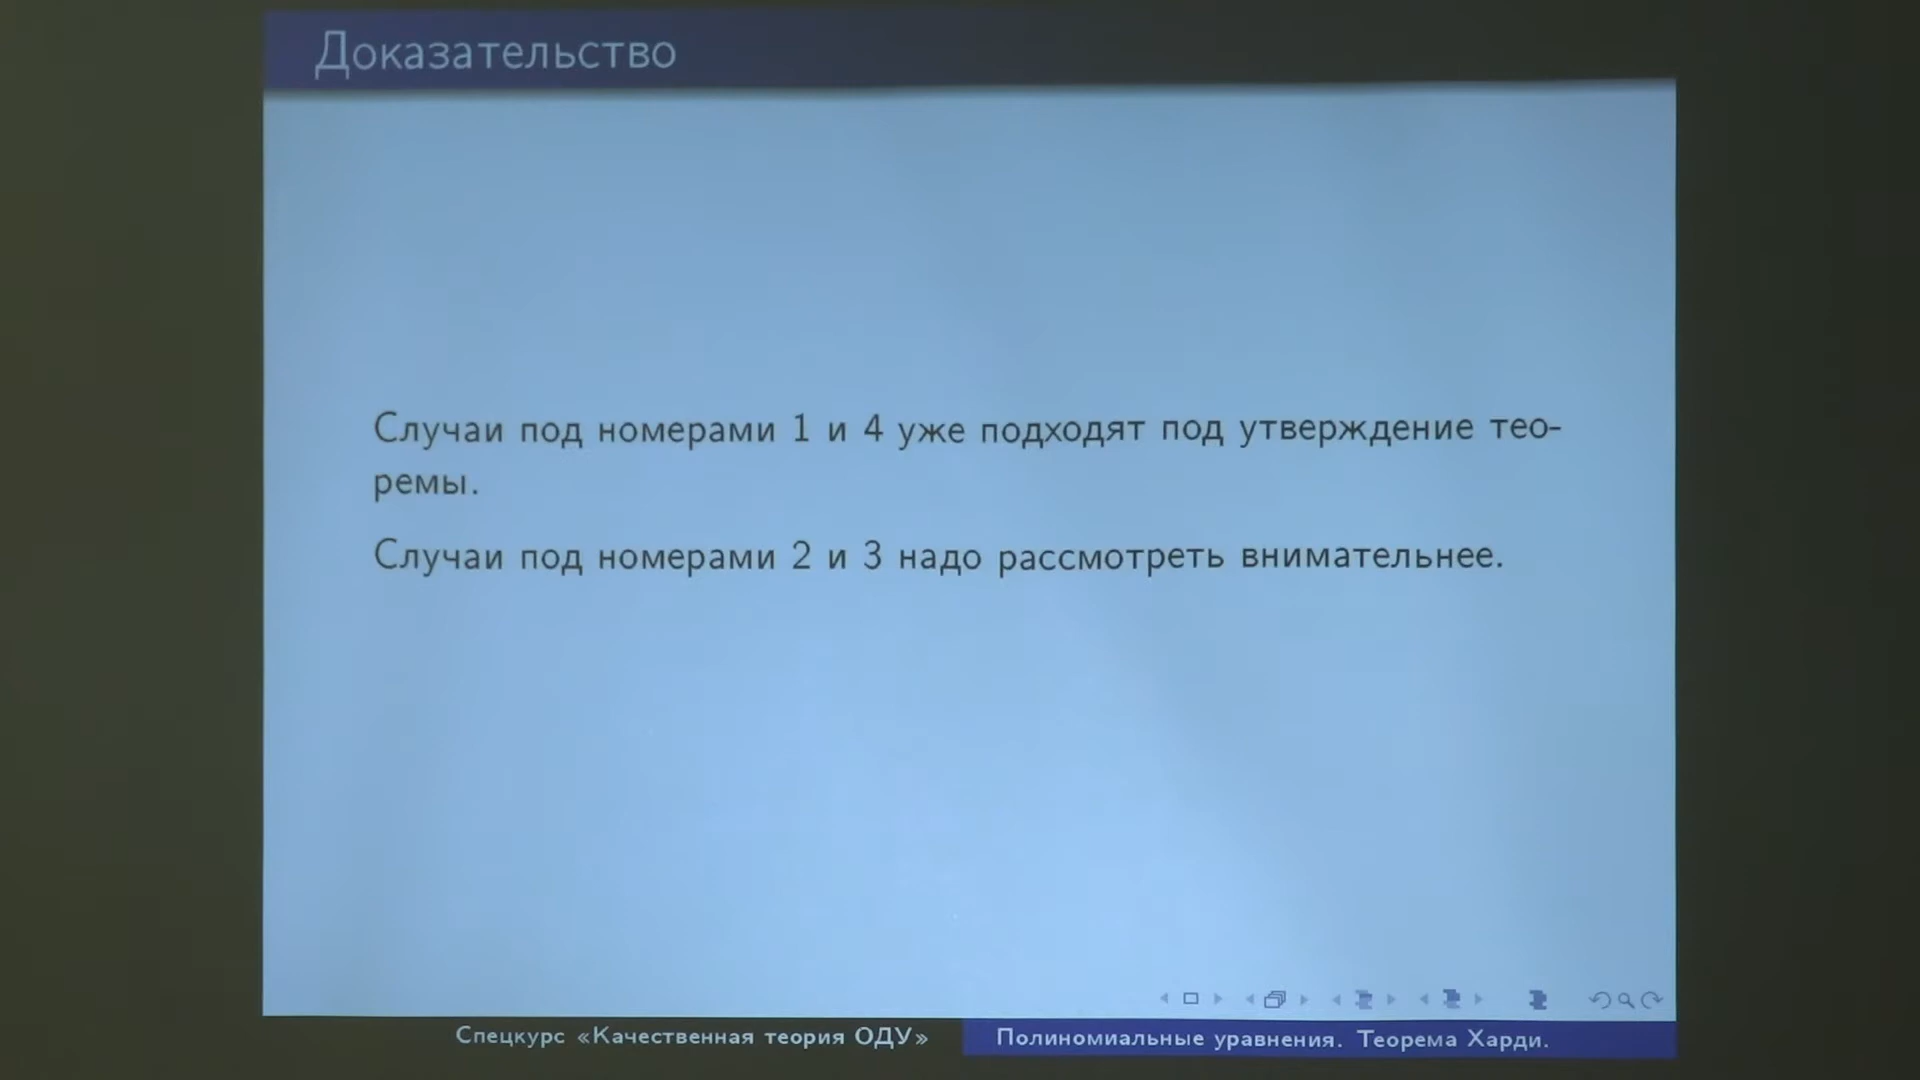 Доказательство
Случаи под номерами 1 и 4 уже подходят под утверждение тео-
ремы.
Случаи под номерами 2 и 3 надо рассмотреть внимательнее.
Спецкурс «Качественная теория ОДУ»
Полиномиальные уравнения. Теорема Харди.